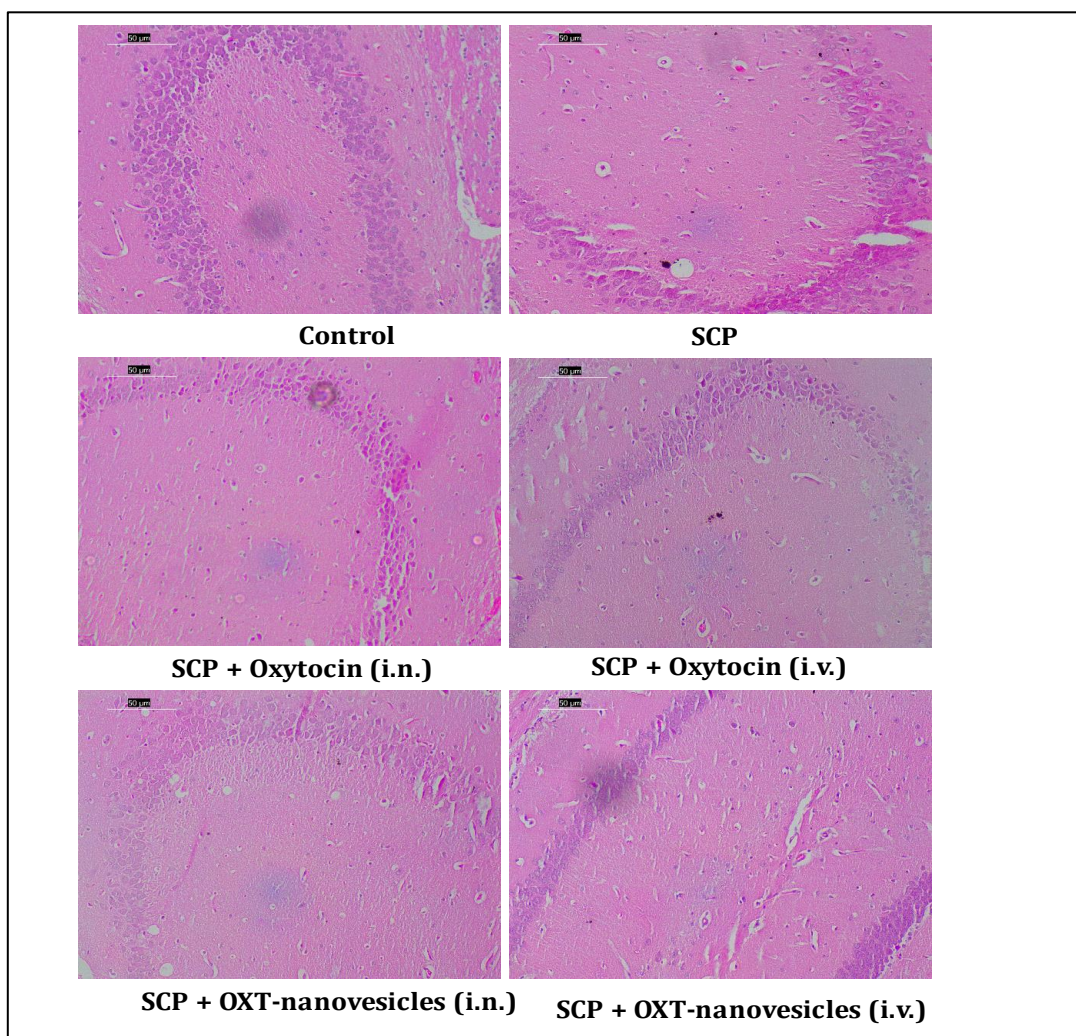 50 µm
50 µm
Control
SCP
50 µm
50 µm
SCP + Oxytocin (i.n.)
SCP + Oxytocin (i.v.)
50 µm
50 µm
SCP + OXT-nanovesicles (i.n.)
SCP + OXT-nanovesicles (i.v.)